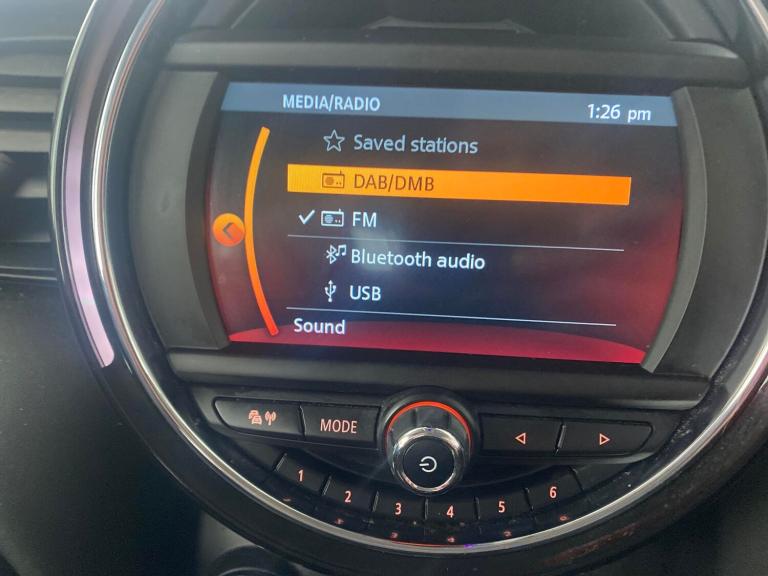 MEDIA/RADIO 1:26 pm
Saved stations
DAB/DMB
FM
Bluetooth audio
USB
Sound
MODE
1 2 3 4 5 6